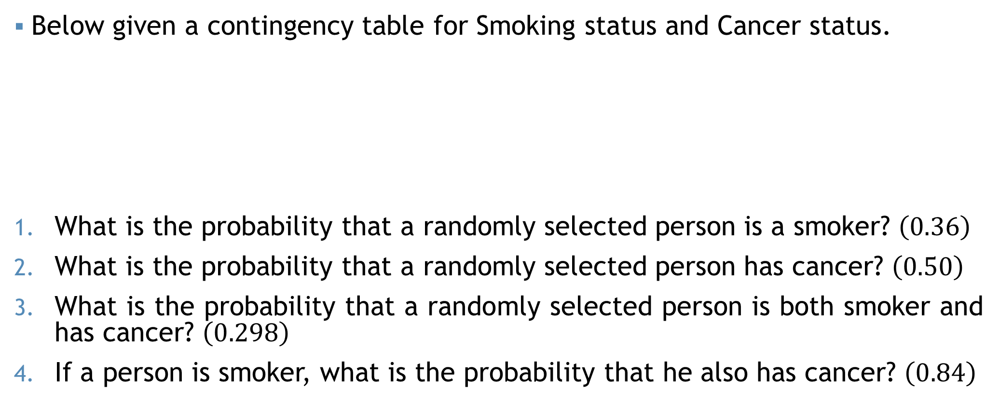 ▪ Below given a contingency table for Smoking status and Cancer status.
1. What is the probability that a randomly selected person is a smoker? (0.36)
2. What is the probability that a randomly selected person has cancer? (0.50)
3. What is the probability that a randomly selected person is both smoker and
has cancer? (0.298)
4. If a person is smoker, what is the probability that he also has cancer? (0.84)